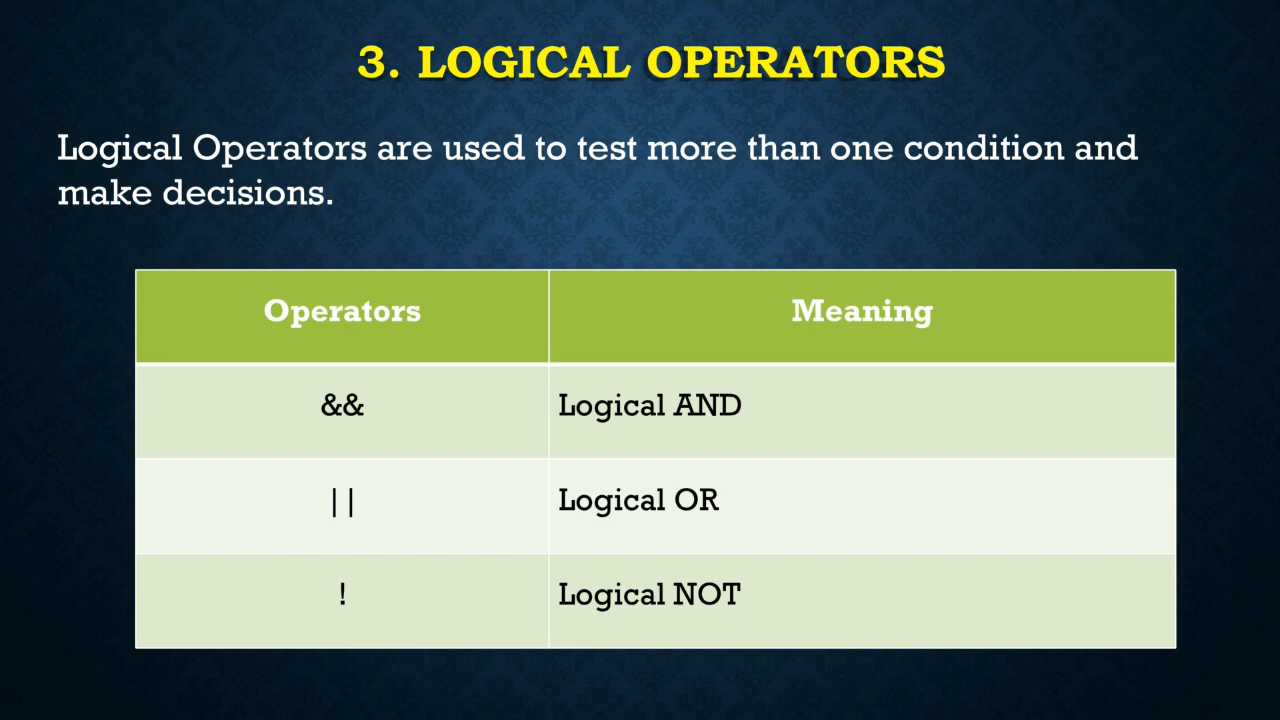 3. LOGICAL OPERATORS
Logical Operators are used to test more than one condition and
make decisions.
Operators Meaning
&& Logical AND
|| Logical OR
! Logical NOT